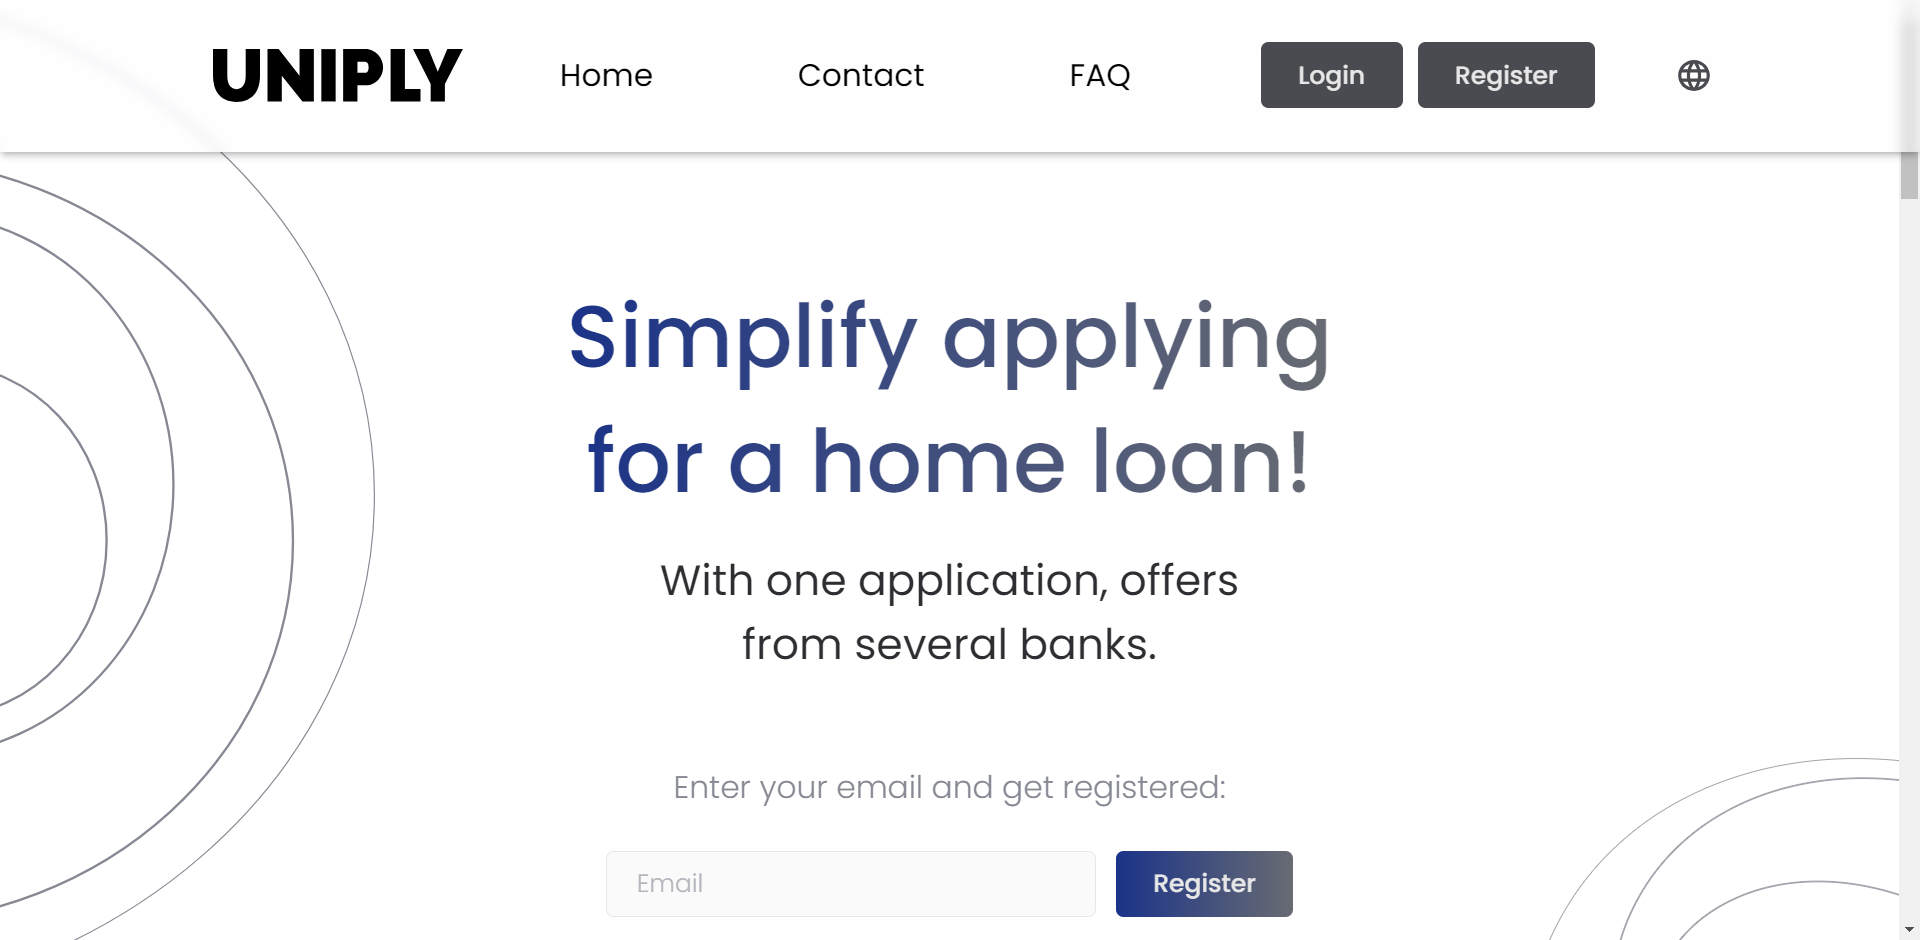 UNIPLY
Home
Contact
FAQ
Login
Register
Simplify applying
for a home loan!
With one application, offers
from several banks.
Enter your email and get registered:
Email
Register